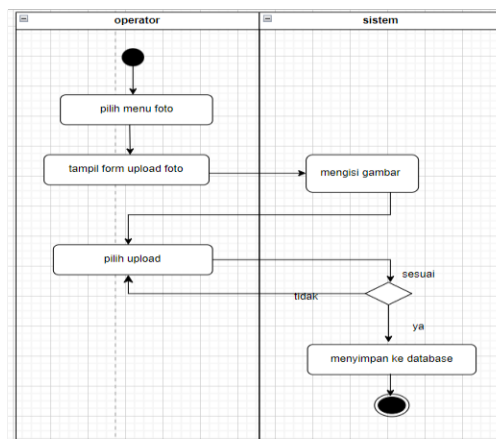 operator
sistem
pilih menu foto
tampil form upload foto
mengisi gambar
pilih upload
sesuai
tidak
ya
menyimpan ke database